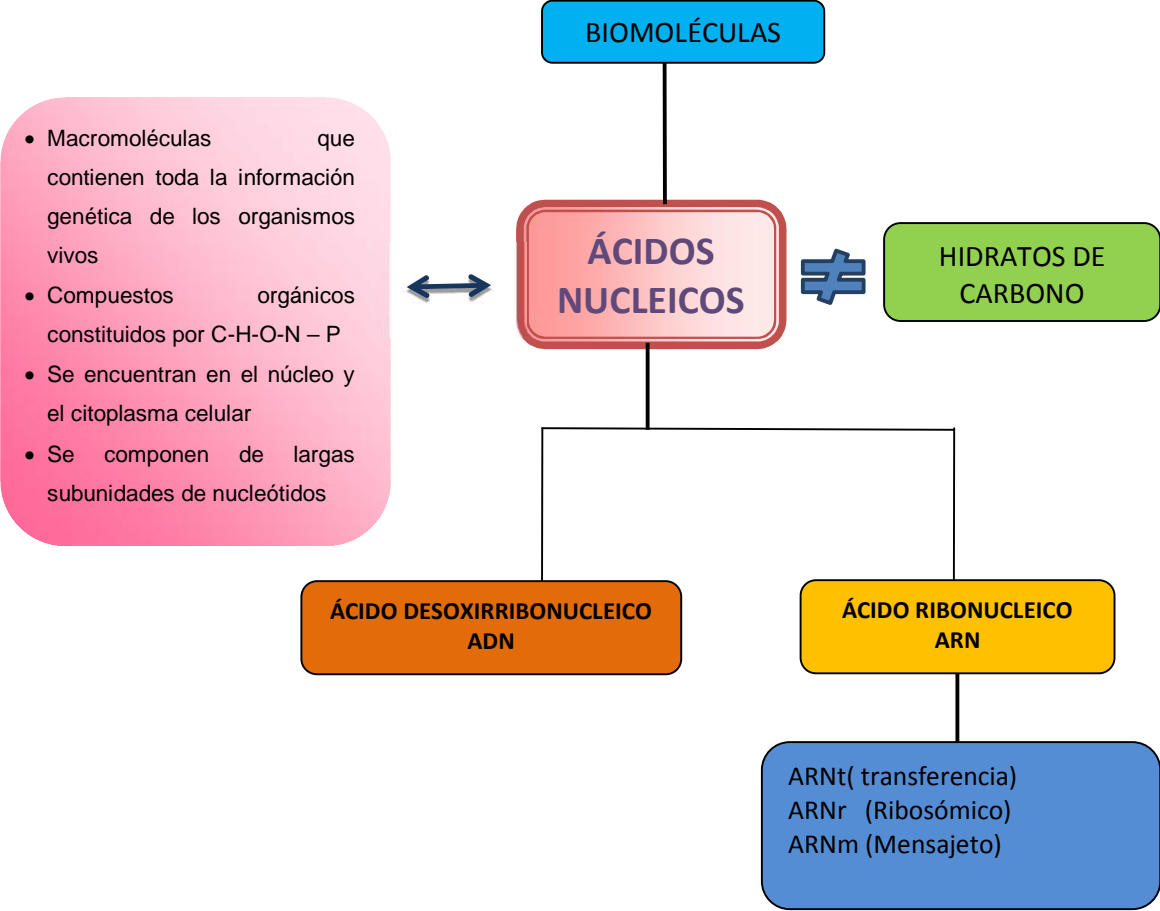 BIOMOLÉCULAS
• Macromoléculas que
contienen toda la información
genética de los organismos
vivos
• Compuestos orgánicos
constituidos por C-H-O-N – P
• Se encuentran en el núcleo y
el citoplasma celular
• Se componen de largas
subunidades de nucleótidos
ÁCIDOS
NUCLEICOS
≠
HIDRATOS DE
CARBONO
ÁCIDO DESOXIRRIBONUCLEICO
ADN
ÁCIDO RIBONUCLEICO
ARN
ARNt( transferencia)
ARNr (Ribosómico)
ARNm (Mensajeto)